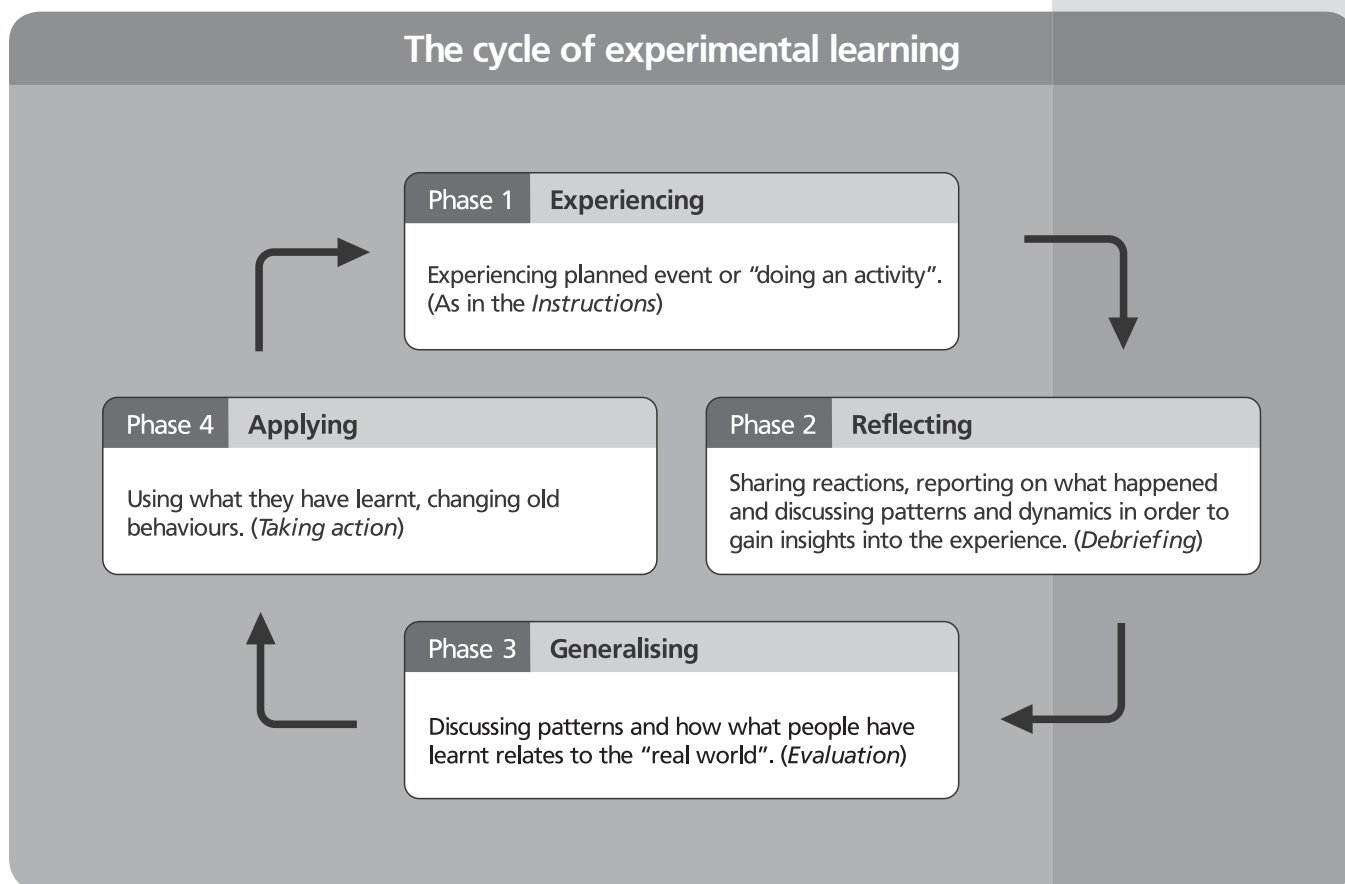 The cycle of experimental learning
Phase 1 Experiencing
Experiencing planned event or “doing an activity”.
(As in the Instructions)
Phase 2 Reflecting
Sharing reactions, reporting on what happened
and discussing patterns and dynamics in order to
gain insights into the experience. (Debriefing)
Phase 3 Generalising
Discussing patterns and how what people have
learnt relates to the “real world”. (Evaluation)
Phase 4 Applying
Using what they have learnt, changing old
behaviours. (Taking action)